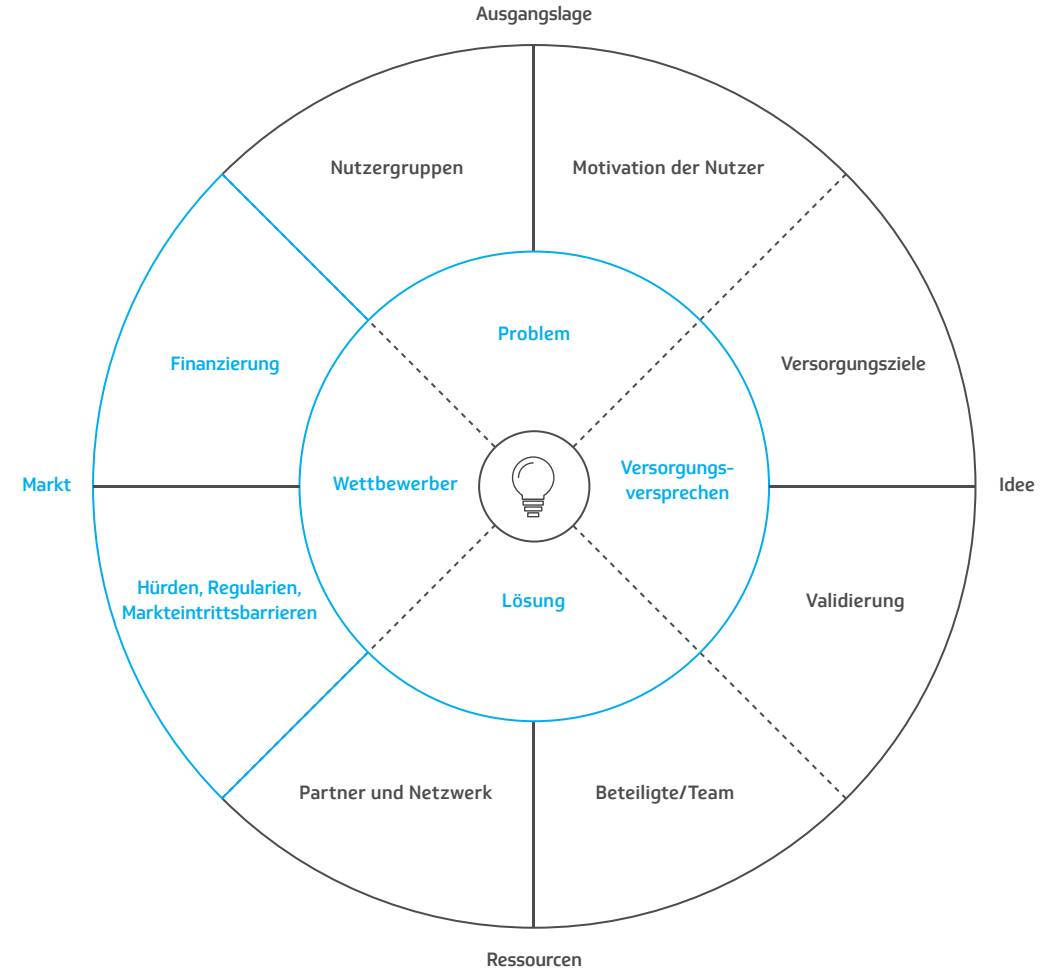 Ausgangslage
Nutzergruppen
Motivation der Nutzer
Problem
Finanzierung
Versorgungsziele
Markt
Wettbewerber
Versorgungs-
versprechen
Idee
Hürden, Regularien,
Markteintrittsbarrieren
Lösung
Validierung
Partner und Netzwerk
Beteiligte/Team
Ressourcen